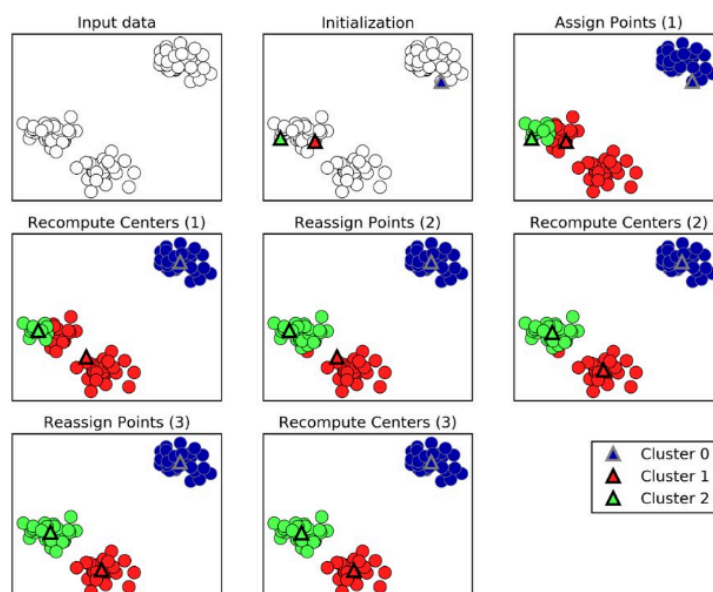 Input data
Initialization
Assign Points (1)
Recompute Centers (1)
Reassign Points (2)
Recompute Centers (2)
Reassign Points (3)
Recompute Centers (3)
Cluster 0
Cluster 1
Cluster 2